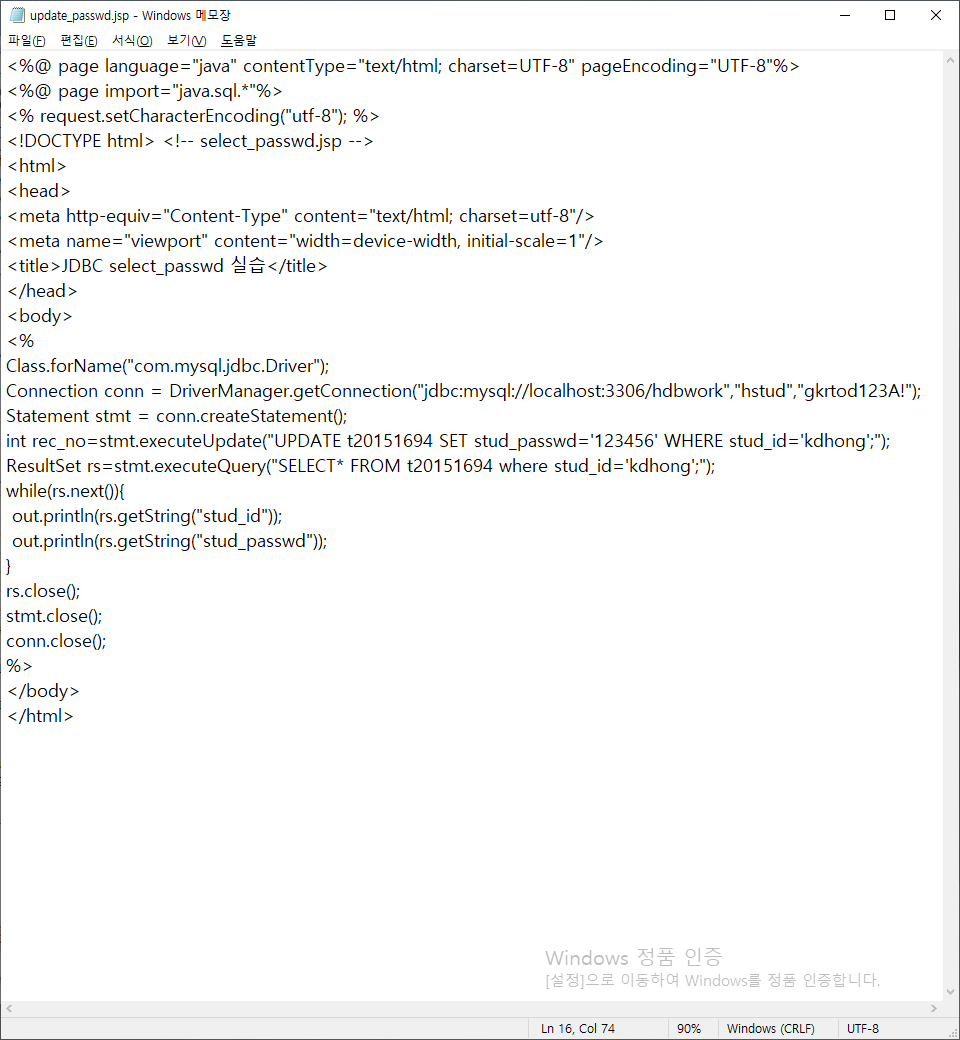 update_passwd.jsp - Windows 메모장
파일(F) 편집(E) 서식(O) 보기(V) 도움말
<%@ page language="java" contentType="text/html; charset=UTF-8" pageEncoding="UTF-8"%>
<%@ page import="java.sql.*"%>
<% request.setCharacterEncoding("utf-8"); %>
<!DOCTYPE html> <!-- select_passwd.jsp -->
<html>
<head>
<meta http-equiv="Content-Type" content="text/html; charset=utf-8"/>
<meta name="viewport" content="width=device-width, initial-scale=1"/>
<title>JDBC select_passwd 실습</title>
</head>
<body>
<%
Class.forName("com.mysql.jdbc.Driver");
Connection conn = DriverManager.getConnection("jdbc:mysql://localhost:3306/hdbwork","hstud","gkrtod123A!");
Statement stmt = conn.createStatement();
int rec_no=stmt.executeUpdate("UPDATE t20151694 SET stud_passwd='123456' WHERE stud_id='kdhong';");
ResultSet rs=stmt.executeQuery("SELECT* FROM t20151694 where stud_id='kdhong';");
while(rs.next()){
 out.println(rs.getString("stud_id"));
 out.println(rs.getString("stud_passwd"));
}
rs.close();
stmt.close();
conn.close();
%>
</body>
</html>
Windows 정품 인증
[설정]으로 이동하여 Windows를 정품 인증합니다.
Ln 16, Col 74 90% Windows (CRLF) UTF-8